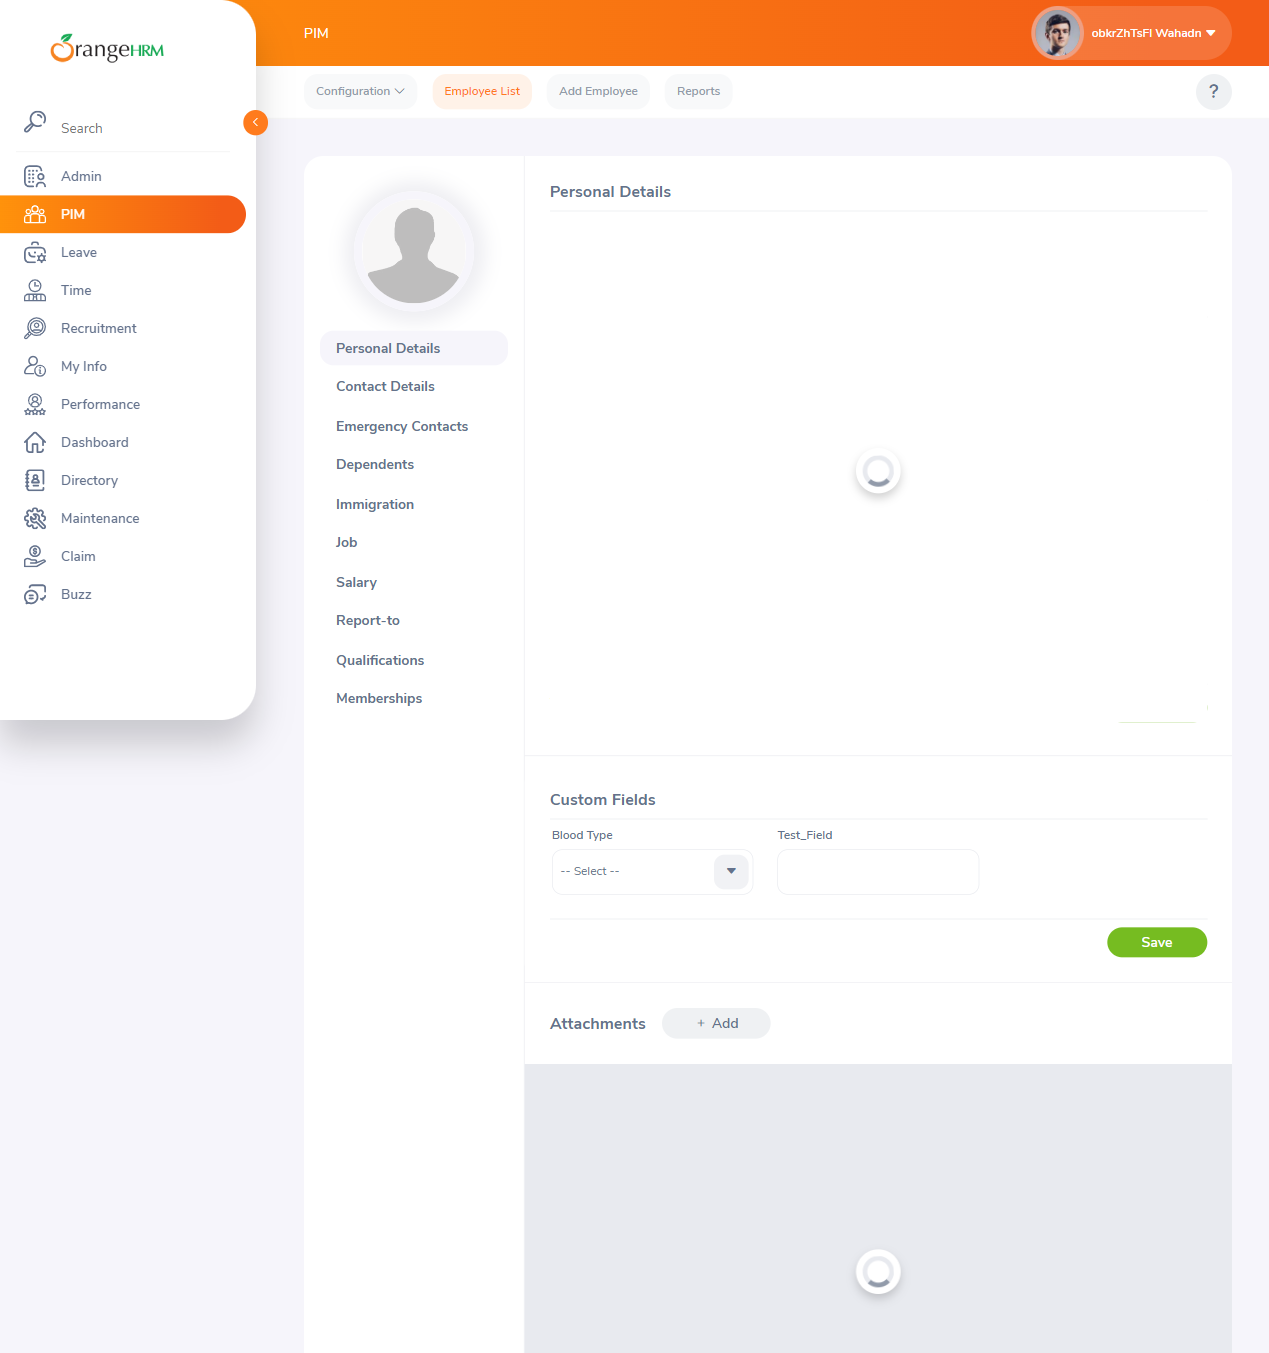 OrangeHRM
PIM
obkrZhTsFl Wahadn
Configuration
Employee List
Add Employee
Reports
?
Search
Admin
PIM
Leave
Time
Recruitment
My Info
Performance
Dashboard
Directory
Maintenance
Claim
Buzz
Personal Details
Contact Details
Emergency Contacts
Dependents
Immigration
Job
Salary
Report-to
Qualifications
Memberships
Personal Details
Custom Fields
Blood Type
Test_Field
-- Select --
Save
Attachments
+ Add